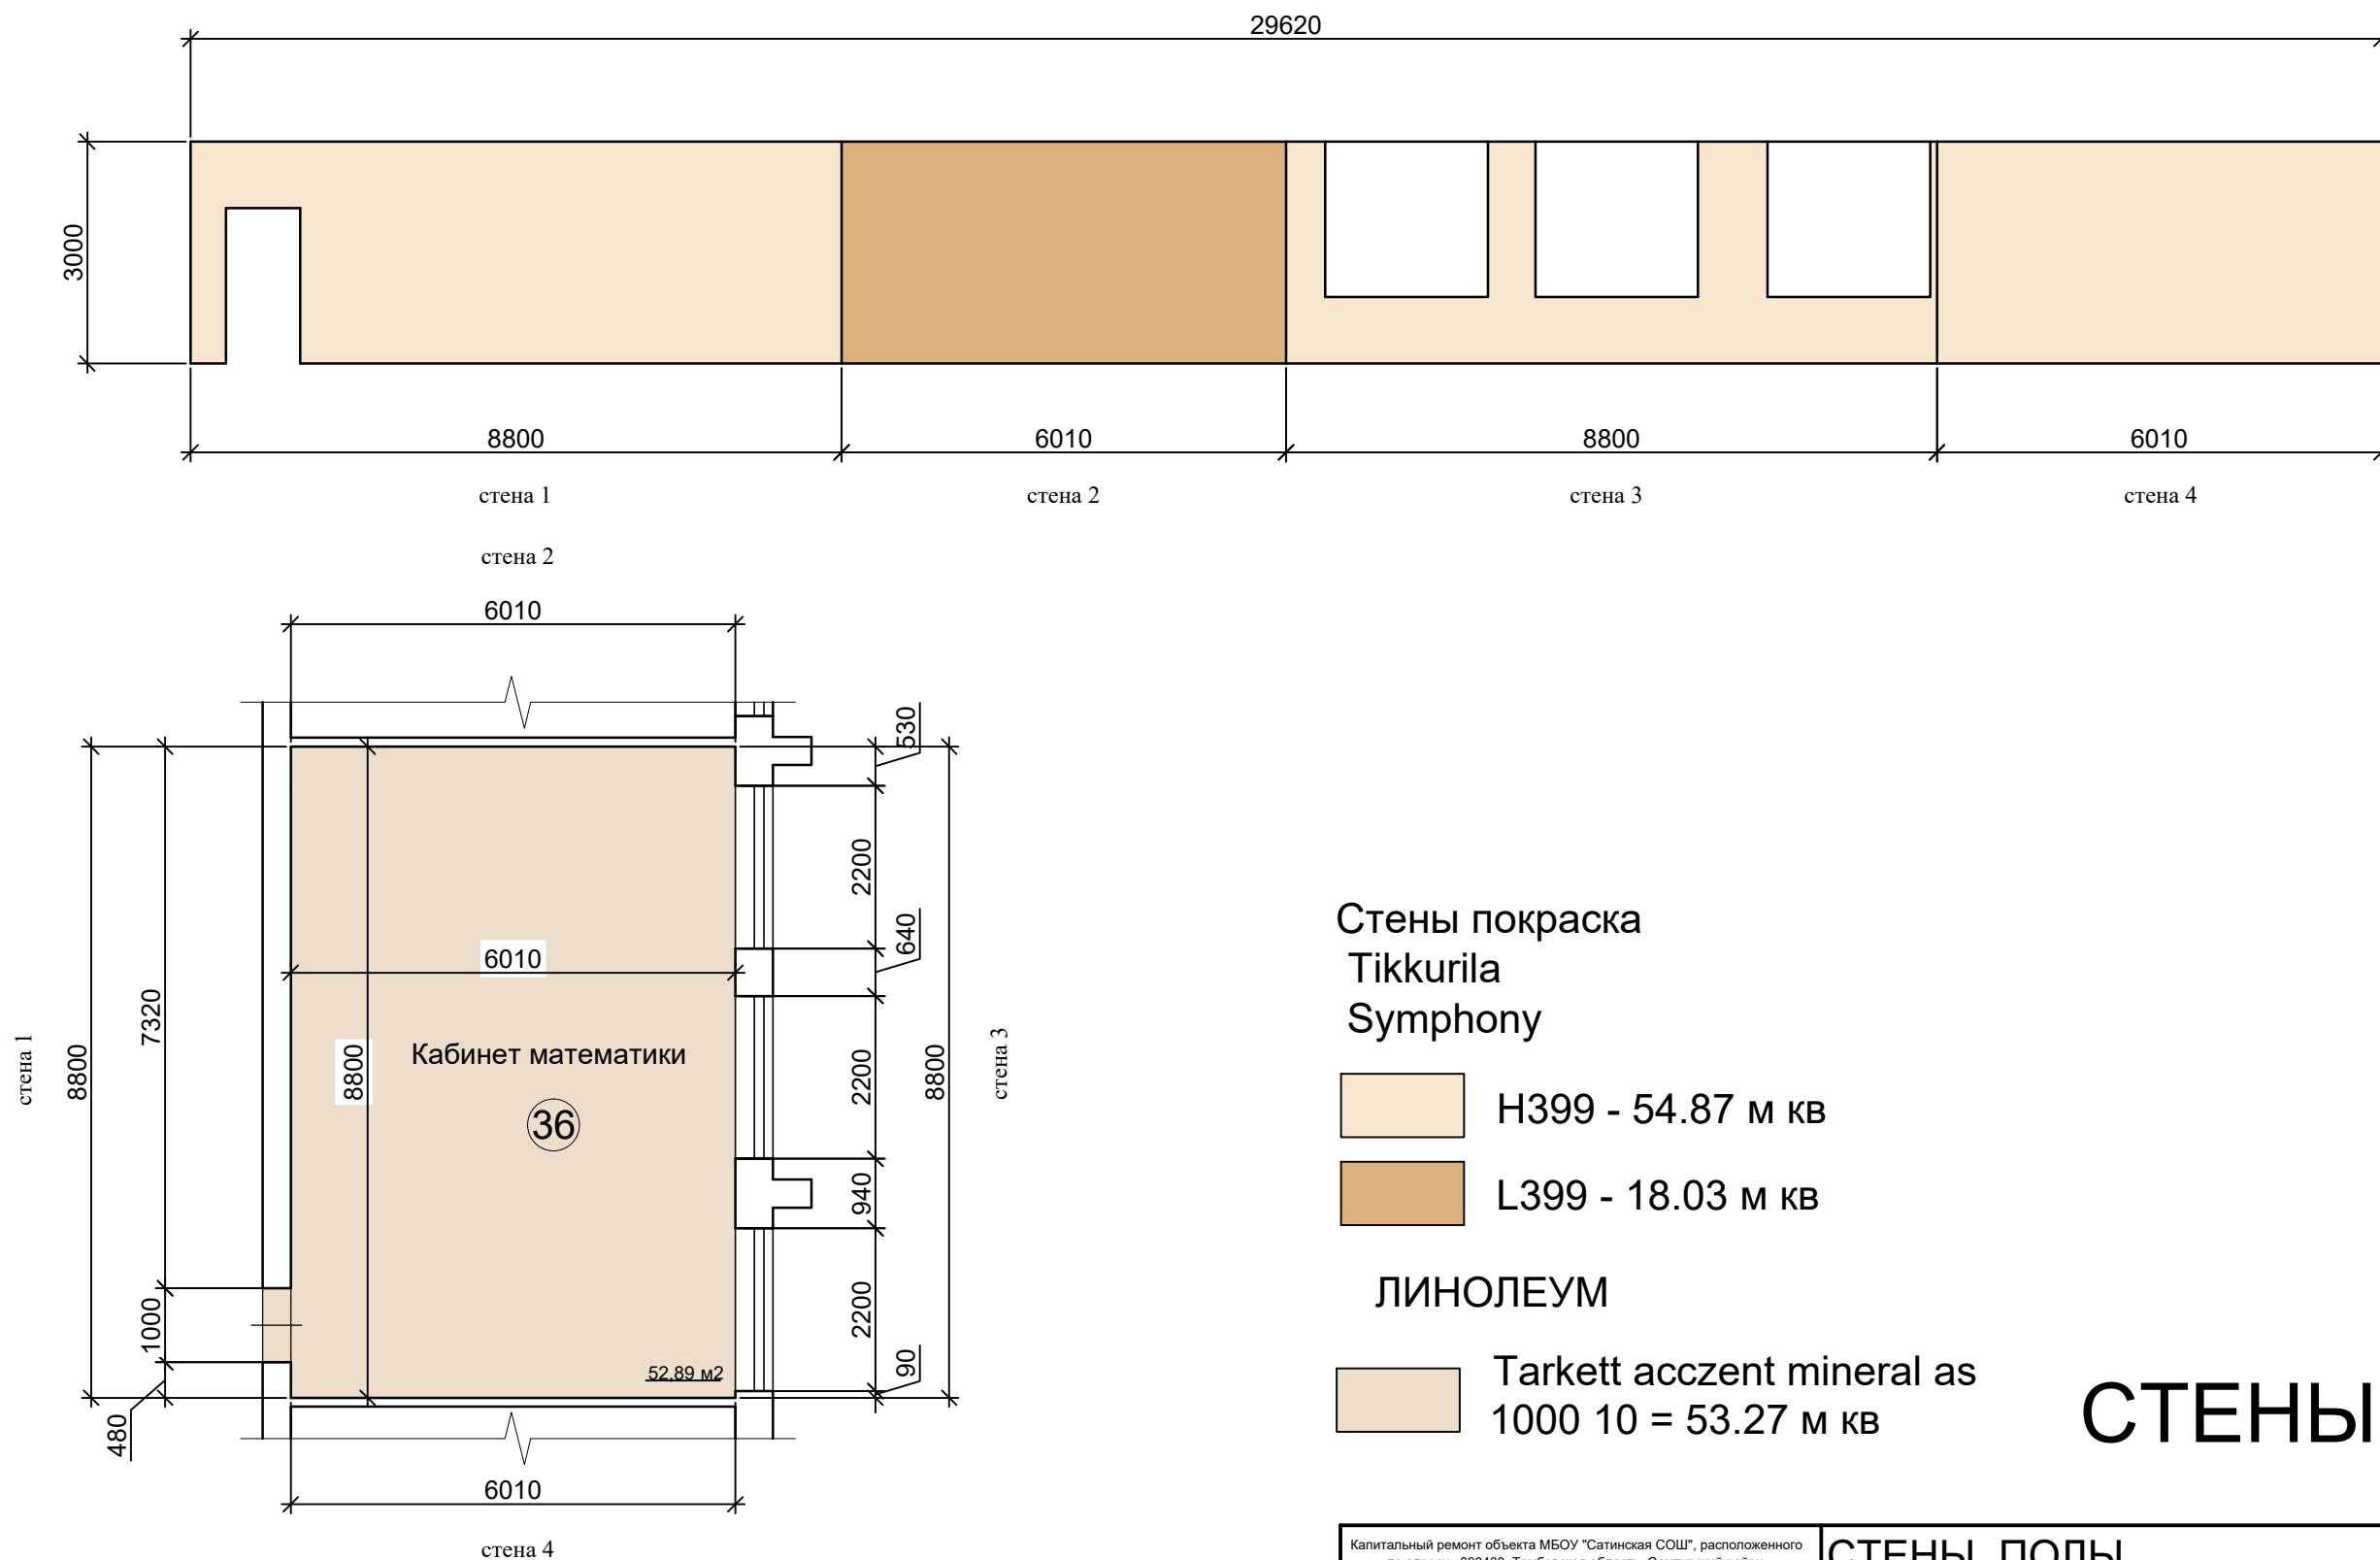 29620
3000
8800
6010
8800
6010
стена 1
стена 2
стена 3
стена 4
стена 2
6010
530
2200
640
6010
7320
8800
8800
Кабинет математики
36
2200
8800
стена 1
стена 3
940
1000
2200
90
52,89 м2
480
6010
стена 4
Стены покраска
Tikkurila
Symphony
H399 - 54.87 м кв
L399 - 18.03 м кв
ЛИНОЛЕУМ
Tarkett acczent mineral as
1000 10 = 53.27 м кв
СТЕНЫ
Капитальный ремонт объекта МБОУ "Сатинская СОШ", расположенного
СТЕНЫ, ПОЛЫ